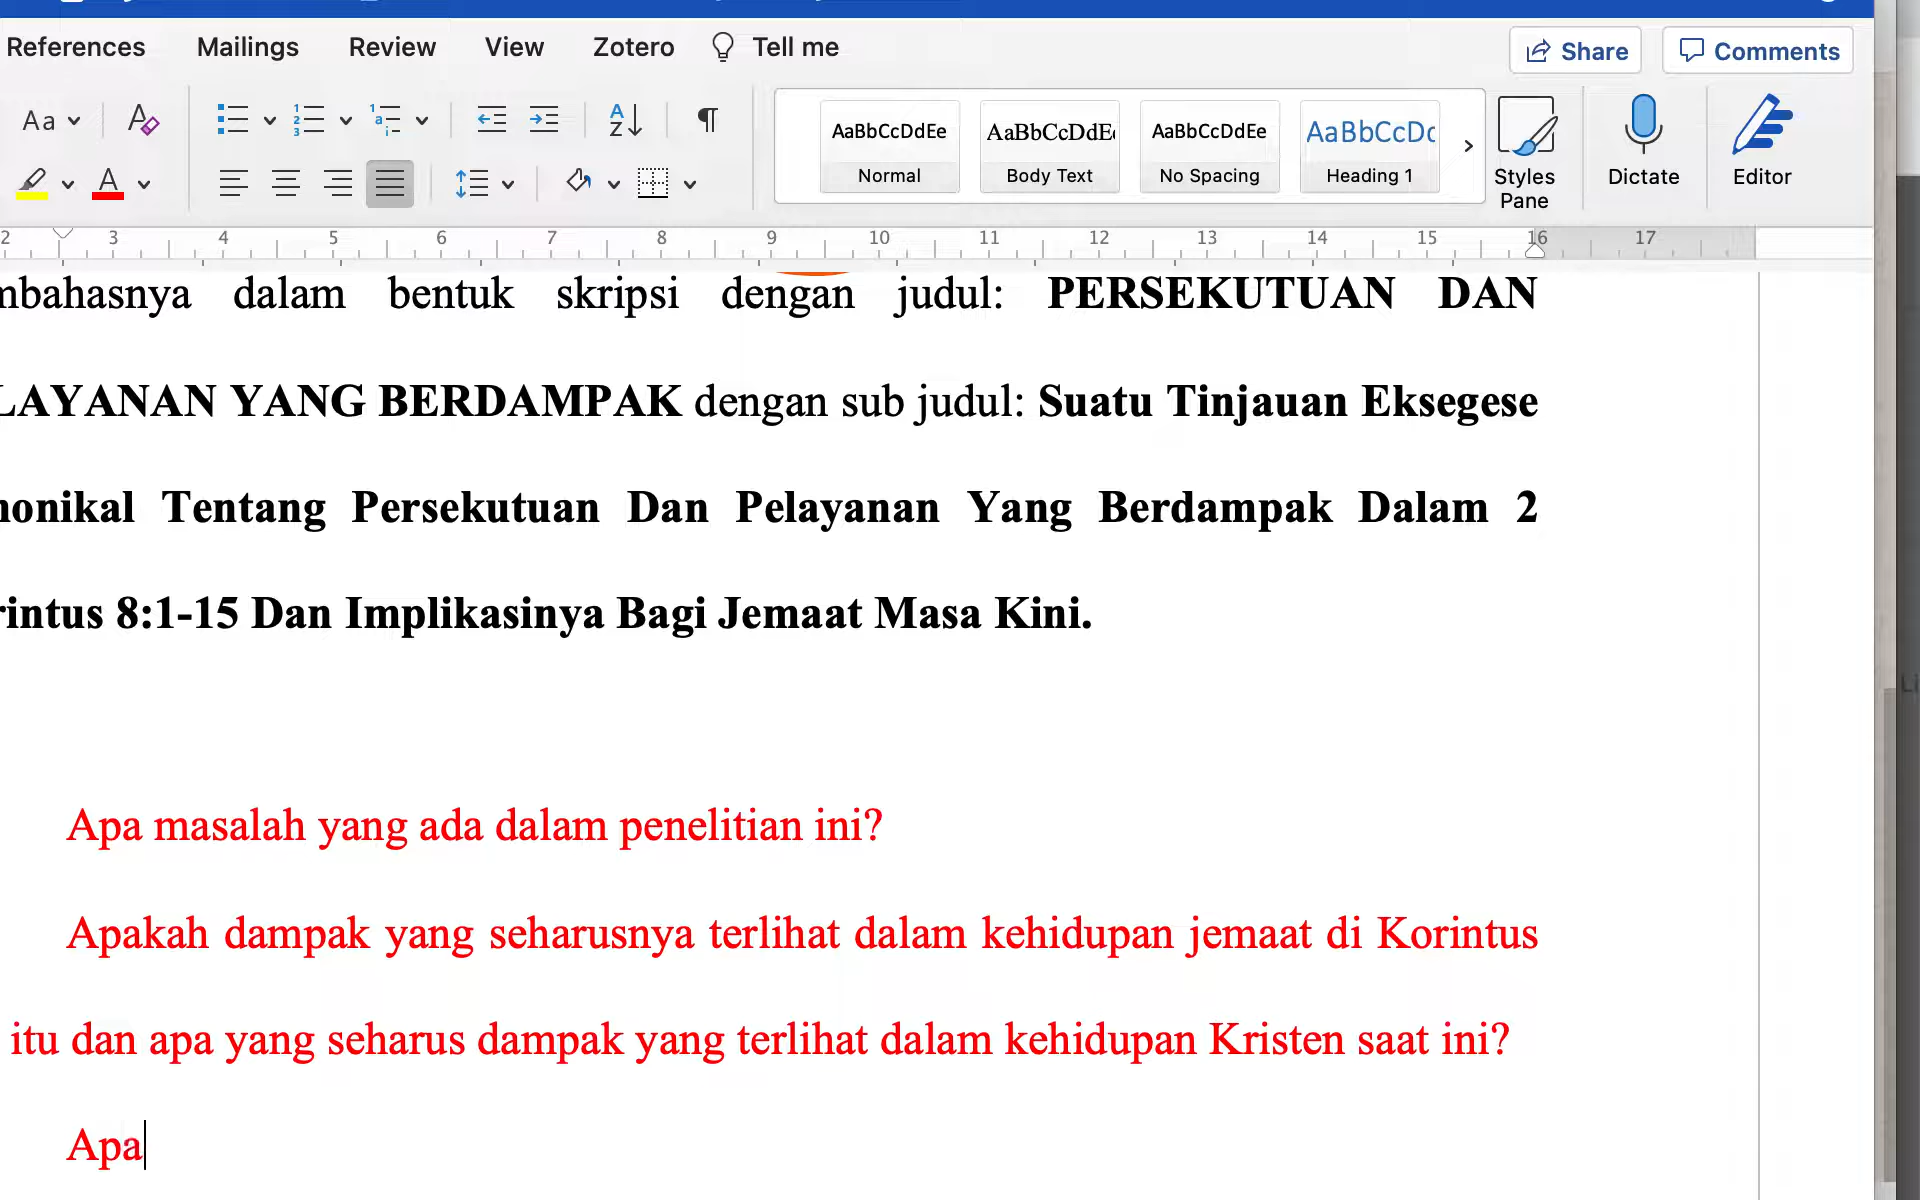 References Mailings Review View Zotero Tell me Share Comments
Aa
AaBbCcDdEe AaBbCcDdE AaBbCcDdEe AaBbCcDc
Normal Body Text No Spacing Heading 1 Styles Pane Dictate Editor
2 3 4 5 6 7 8 9 10 11 12 13 14 15 16 17
mbahasnya dalam bentuk skripsi dengan judul: PERSEKUTUAN DAN
LAYANAN YANG BERDAMPAK dengan sub judul: Suatu Tinjauan Eksegese
nonikal Tentang Persekutuan Dan Pelayanan Yang Berdampak Dalam 2
rintus 8:1-15 Dan Implikasinya Bagi Jemaat Masa Kini.
Apa masalah yang ada dalam penelitian ini?
Apakah dampak yang seharusnya terlihat dalam kehidupan jemaat di Korintus
itu dan apa yang seharus dampak yang terlihat dalam kehidupan Kristen saat ini?
Apa